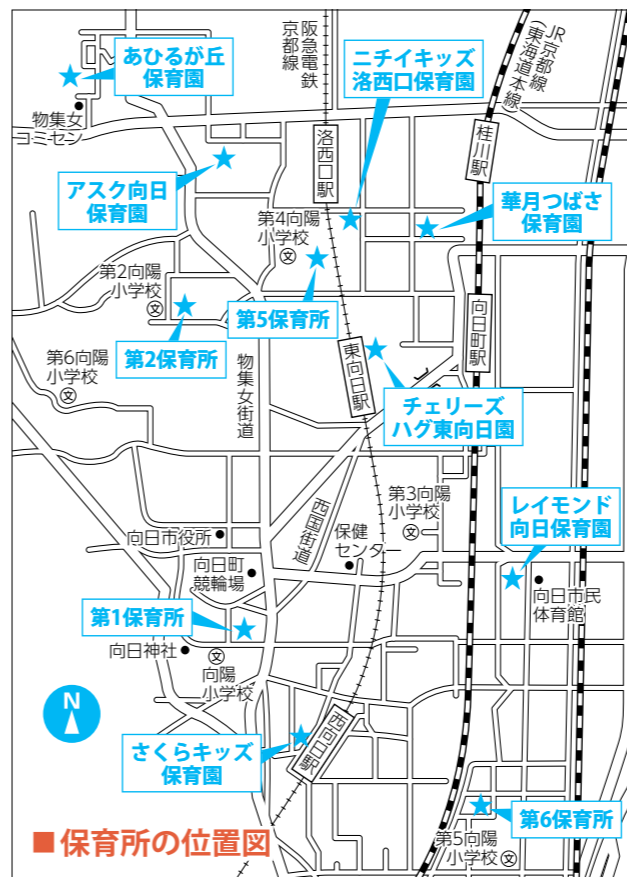 あひるが丘
保育園
物集女
コミセン
阪急電鉄
京都線
ニチイキッズ
洛西口保育園
JR京都線
(東海道本線)
洛西口駅
桂川駅
アスク向日
保育園
華月つばさ
保育園
第4向陽
小学校
文
第5保育所
第2向陽
小学校
文
第2保育所
向日町駅
第6向陽
小学校
文
物集女街道
東向日駅
チェリーズ
ハグ東向日園
西国街道
第3向陽
小学校
文
レイモンド
向日保育園
向日市役所
保健
センター
向日町
競輪場
向日市民
体育館
第1保育所
向日神社
文
向陽
小学校
N
さくらキッズ
保育園
西向日駅
第6保育所
第5向陽
小学校
文
■保育所の位置図